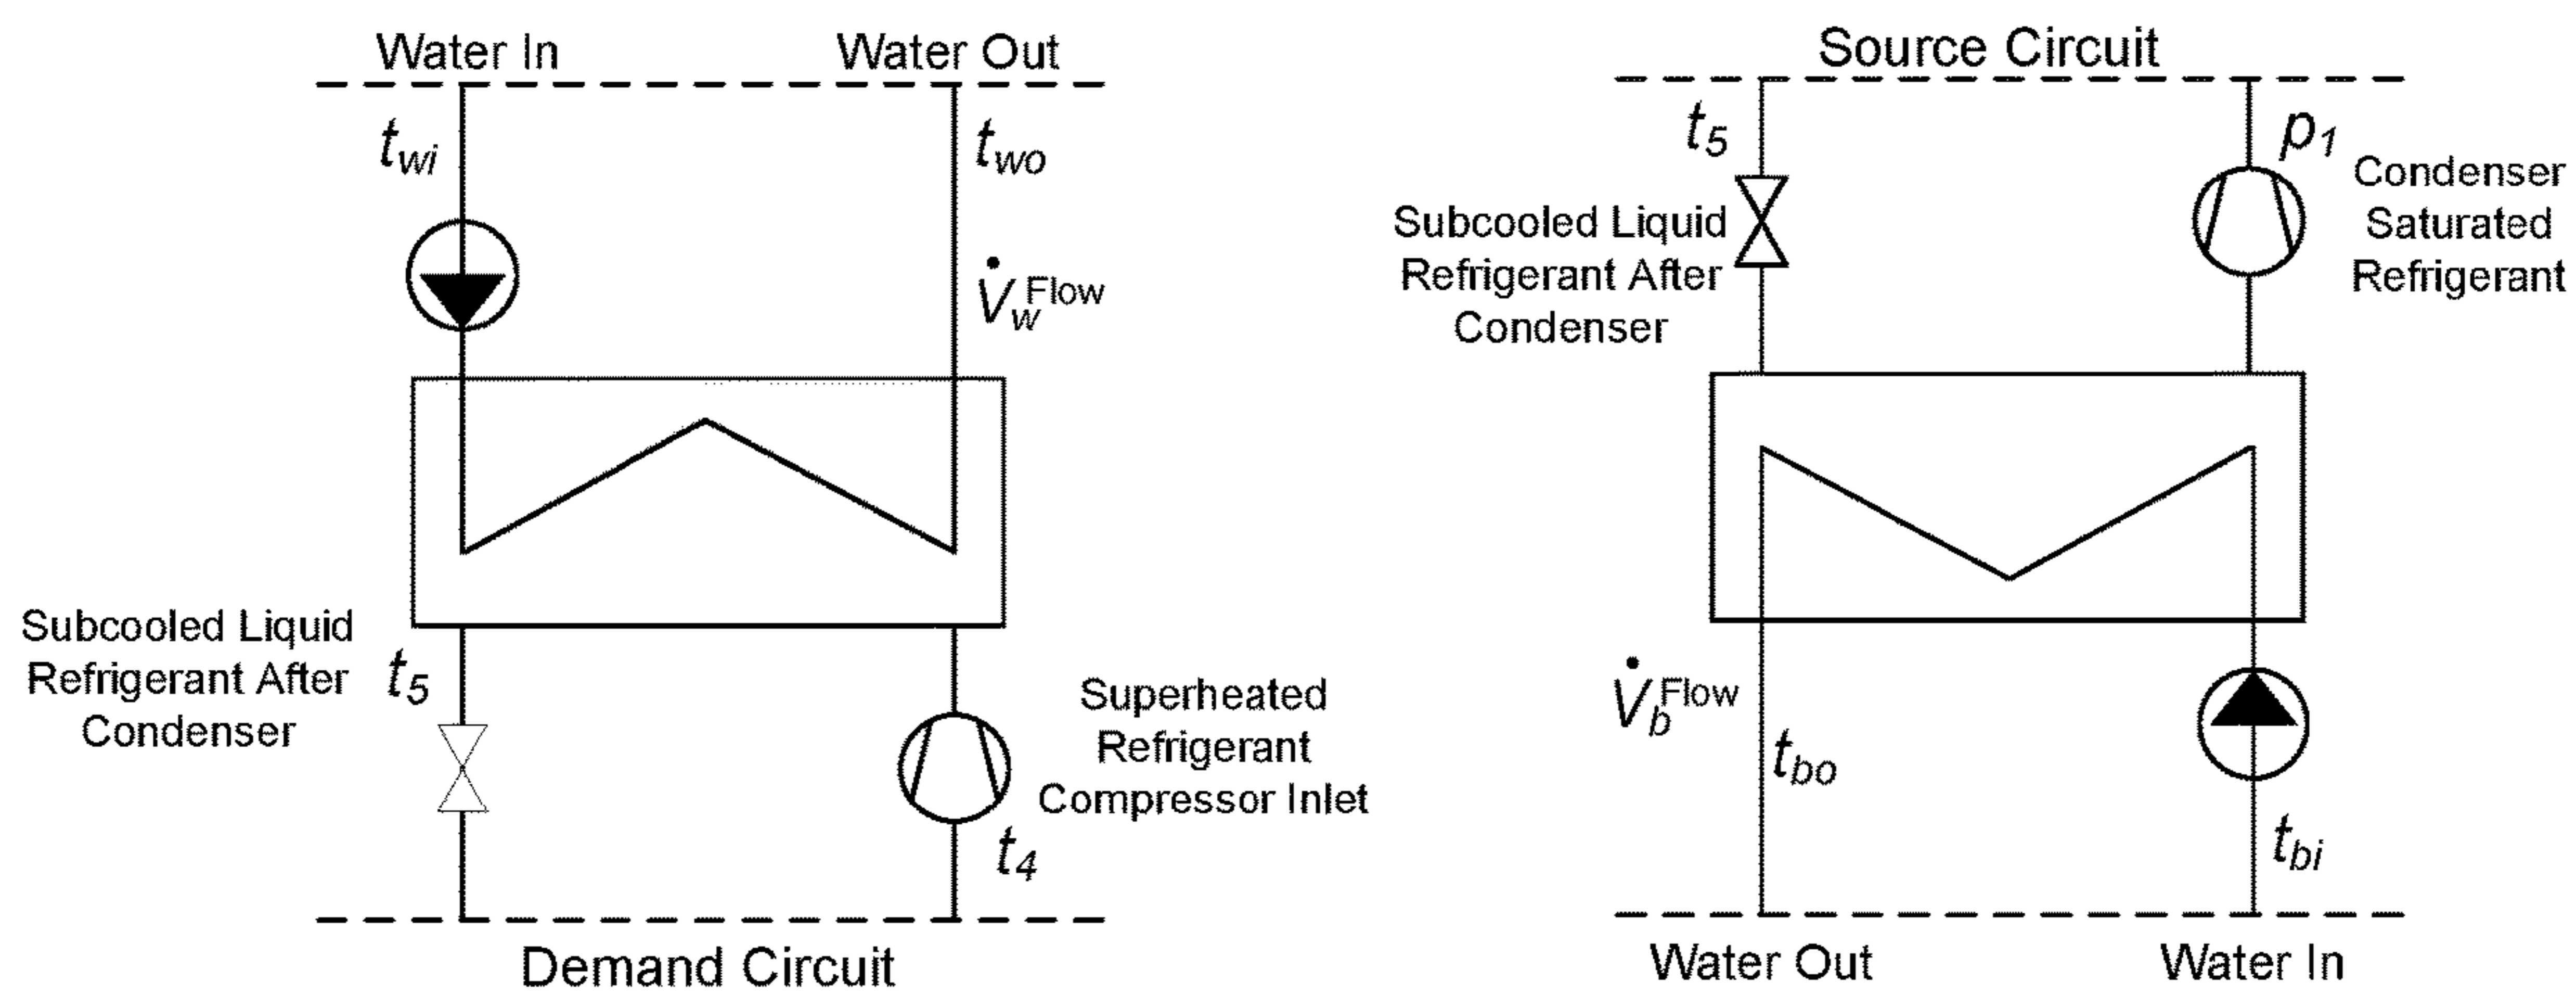 Water In
Water Out
t_wi
t_wo
V̇_w^Flow
Subcooled Liquid
Refrigerant After
Condenser
t_5
Superheated
Refrigerant
Compressor Inlet
t_4
Demand Circuit
Source Circuit
t_5
p_1
Condenser
Saturated
Refrigerant
Subcooled Liquid
Refrigerant After
Condenser
V̇_b^Flow
t_bo
t_bi
Water Out
Water In